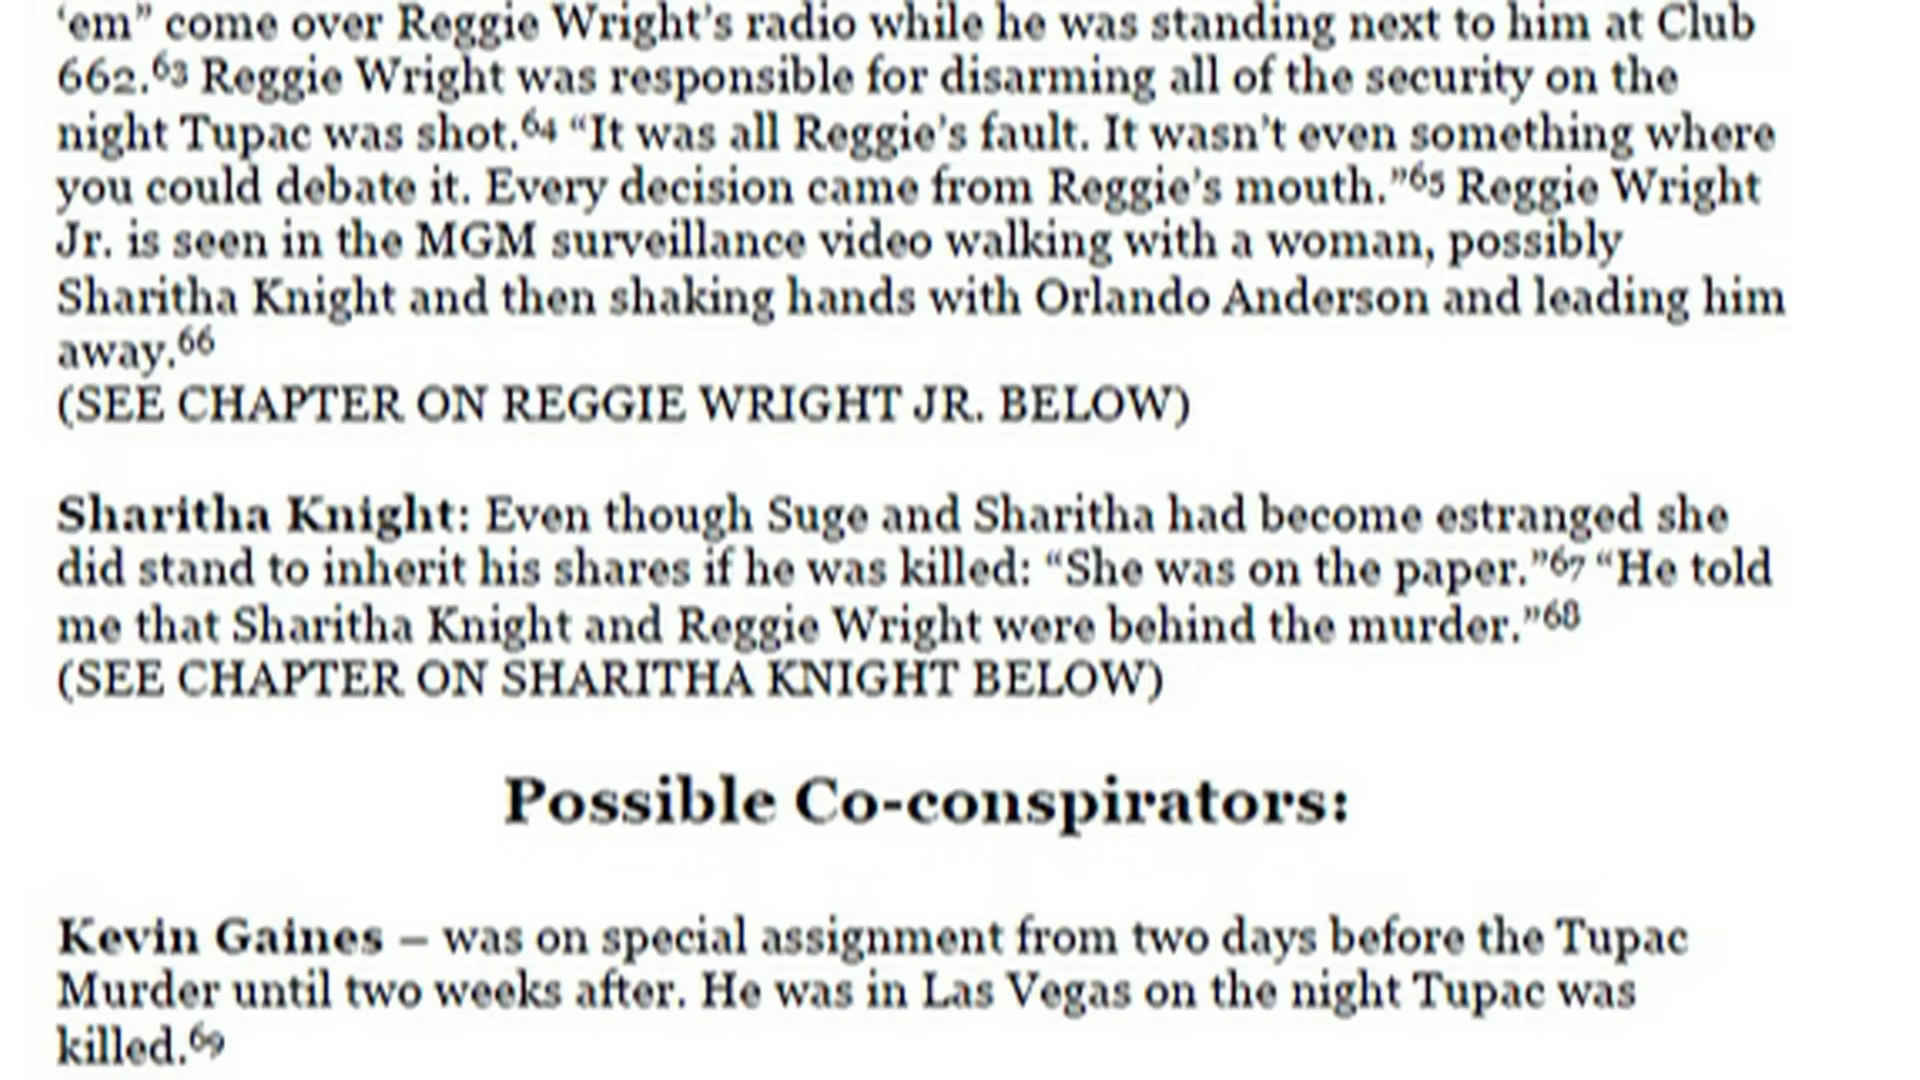 ‘em” come over Reggie Wright’s radio while he was standing next to him at Club
662.63 Reggie Wright was responsible for disarming all of the security on the
night Tupac was shot.64 “It was all Reggie’s fault. It wasn’t even something where
you could debate it. Every decision came from Reggie’s mouth.”65 Reggie Wright
Jr. is seen in the MGM surveillance video walking with a woman, possibly
Sharitha Knight and then shaking hands with Orlando Anderson and leading him
away.66
(SEE CHAPTER ON REGGIE WRIGHT JR. BELOW)
Sharitha Knight: Even though Suge and Sharitha had become estranged she
did stand to inherit his shares if he was killed: “She was on the paper.”67 “He told
me that Sharitha Knight and Reggie Wright were behind the murder.”68
(SEE CHAPTER ON SHARITHA KNIGHT BELOW)
Possible Co-conspirators:
Kevin Gaines – was on special assignment from two days before the Tupac
Murder until two weeks after. He was in Las Vegas on the night Tupac was
killed.69